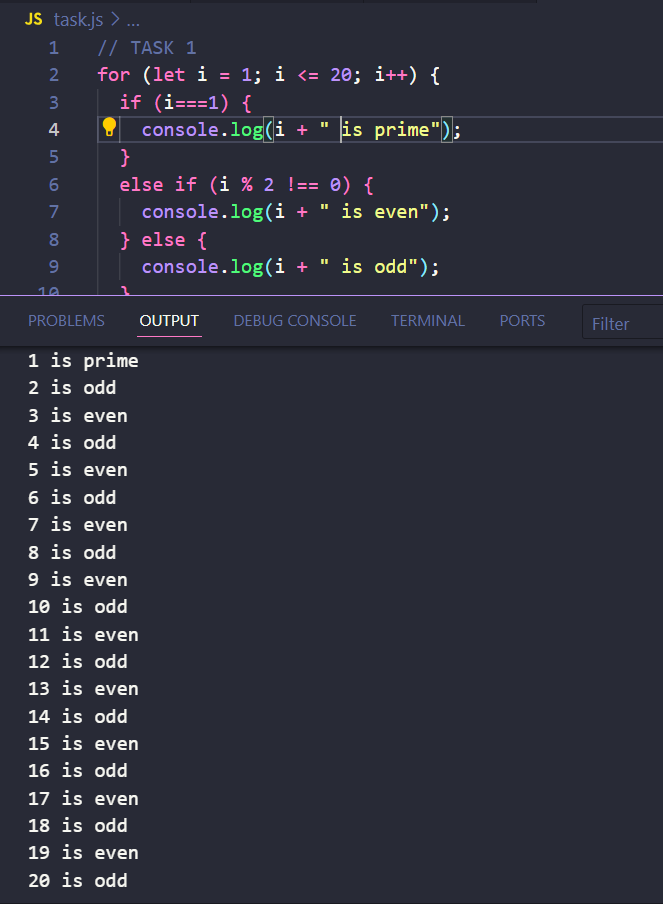 JS task.js > ...
1 // TASK 1
2 for (let i = 1; i <= 20; i++) {
3 if (i===1) {
4 console.log(i + " is prime");
5 }
6 else if (i % 2 !== 0) {
7 console.log(i + " is even");
8 } else {
9 console.log(i + " is odd");
10 }
PROBLEMS OUTPUT DEBUG CONSOLE TERMINAL PORTS Filter
1 is prime
2 is odd
3 is even
4 is odd
5 is even
6 is odd
7 is even
8 is odd
9 is even
10 is odd
11 is even
12 is odd
13 is even
14 is odd
15 is even
16 is odd
17 is even
18 is odd
19 is even
20 is odd